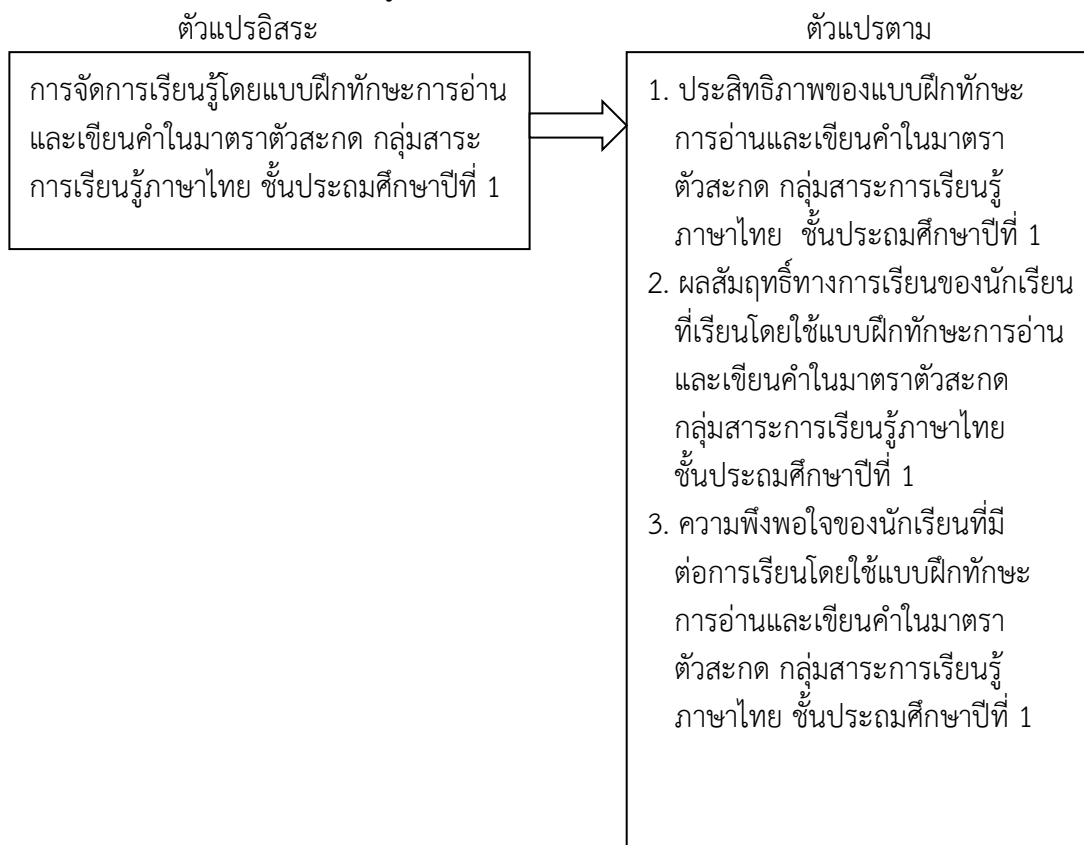 ตัวแปรอิสระ
ตัวแปรตาม
การจัดการเรียนรู้โดยแบบฝึกทักษะการอ่าน
และเขียนคำในมาตราตัวสะกด กลุ่มสาระ
การเรียนรู้ภาษาไทย ชั้นประถมศึกษาปีที่ 1
1. ประสิทธิภาพของแบบฝึกทักษะ
การอ่านและเขียนคำในมาตรา
ตัวสะกด กลุ่มสาระการเรียนรู้
ภาษาไทย ชั้นประถมศึกษาปีที่ 1
2. ผลสัมฤทธิ์ทางการเรียนของนักเรียน
ที่เรียนโดยใช้แบบฝึกทักษะการอ่าน
และเขียนคำในมาตราตัวสะกด
กลุ่มสาระการเรียนรู้ภาษาไทย
ชั้นประถมศึกษาปีที่ 1
3. ความพึงพอใจของนักเรียนที่มี
ต่อการเรียนโดยใช้แบบฝึกทักษะ
การอ่านและเขียนคำในมาตรา
ตัวสะกด กลุ่มสาระการเรียนรู้
ภาษาไทย ชั้นประถมศึกษาปีที่ 1